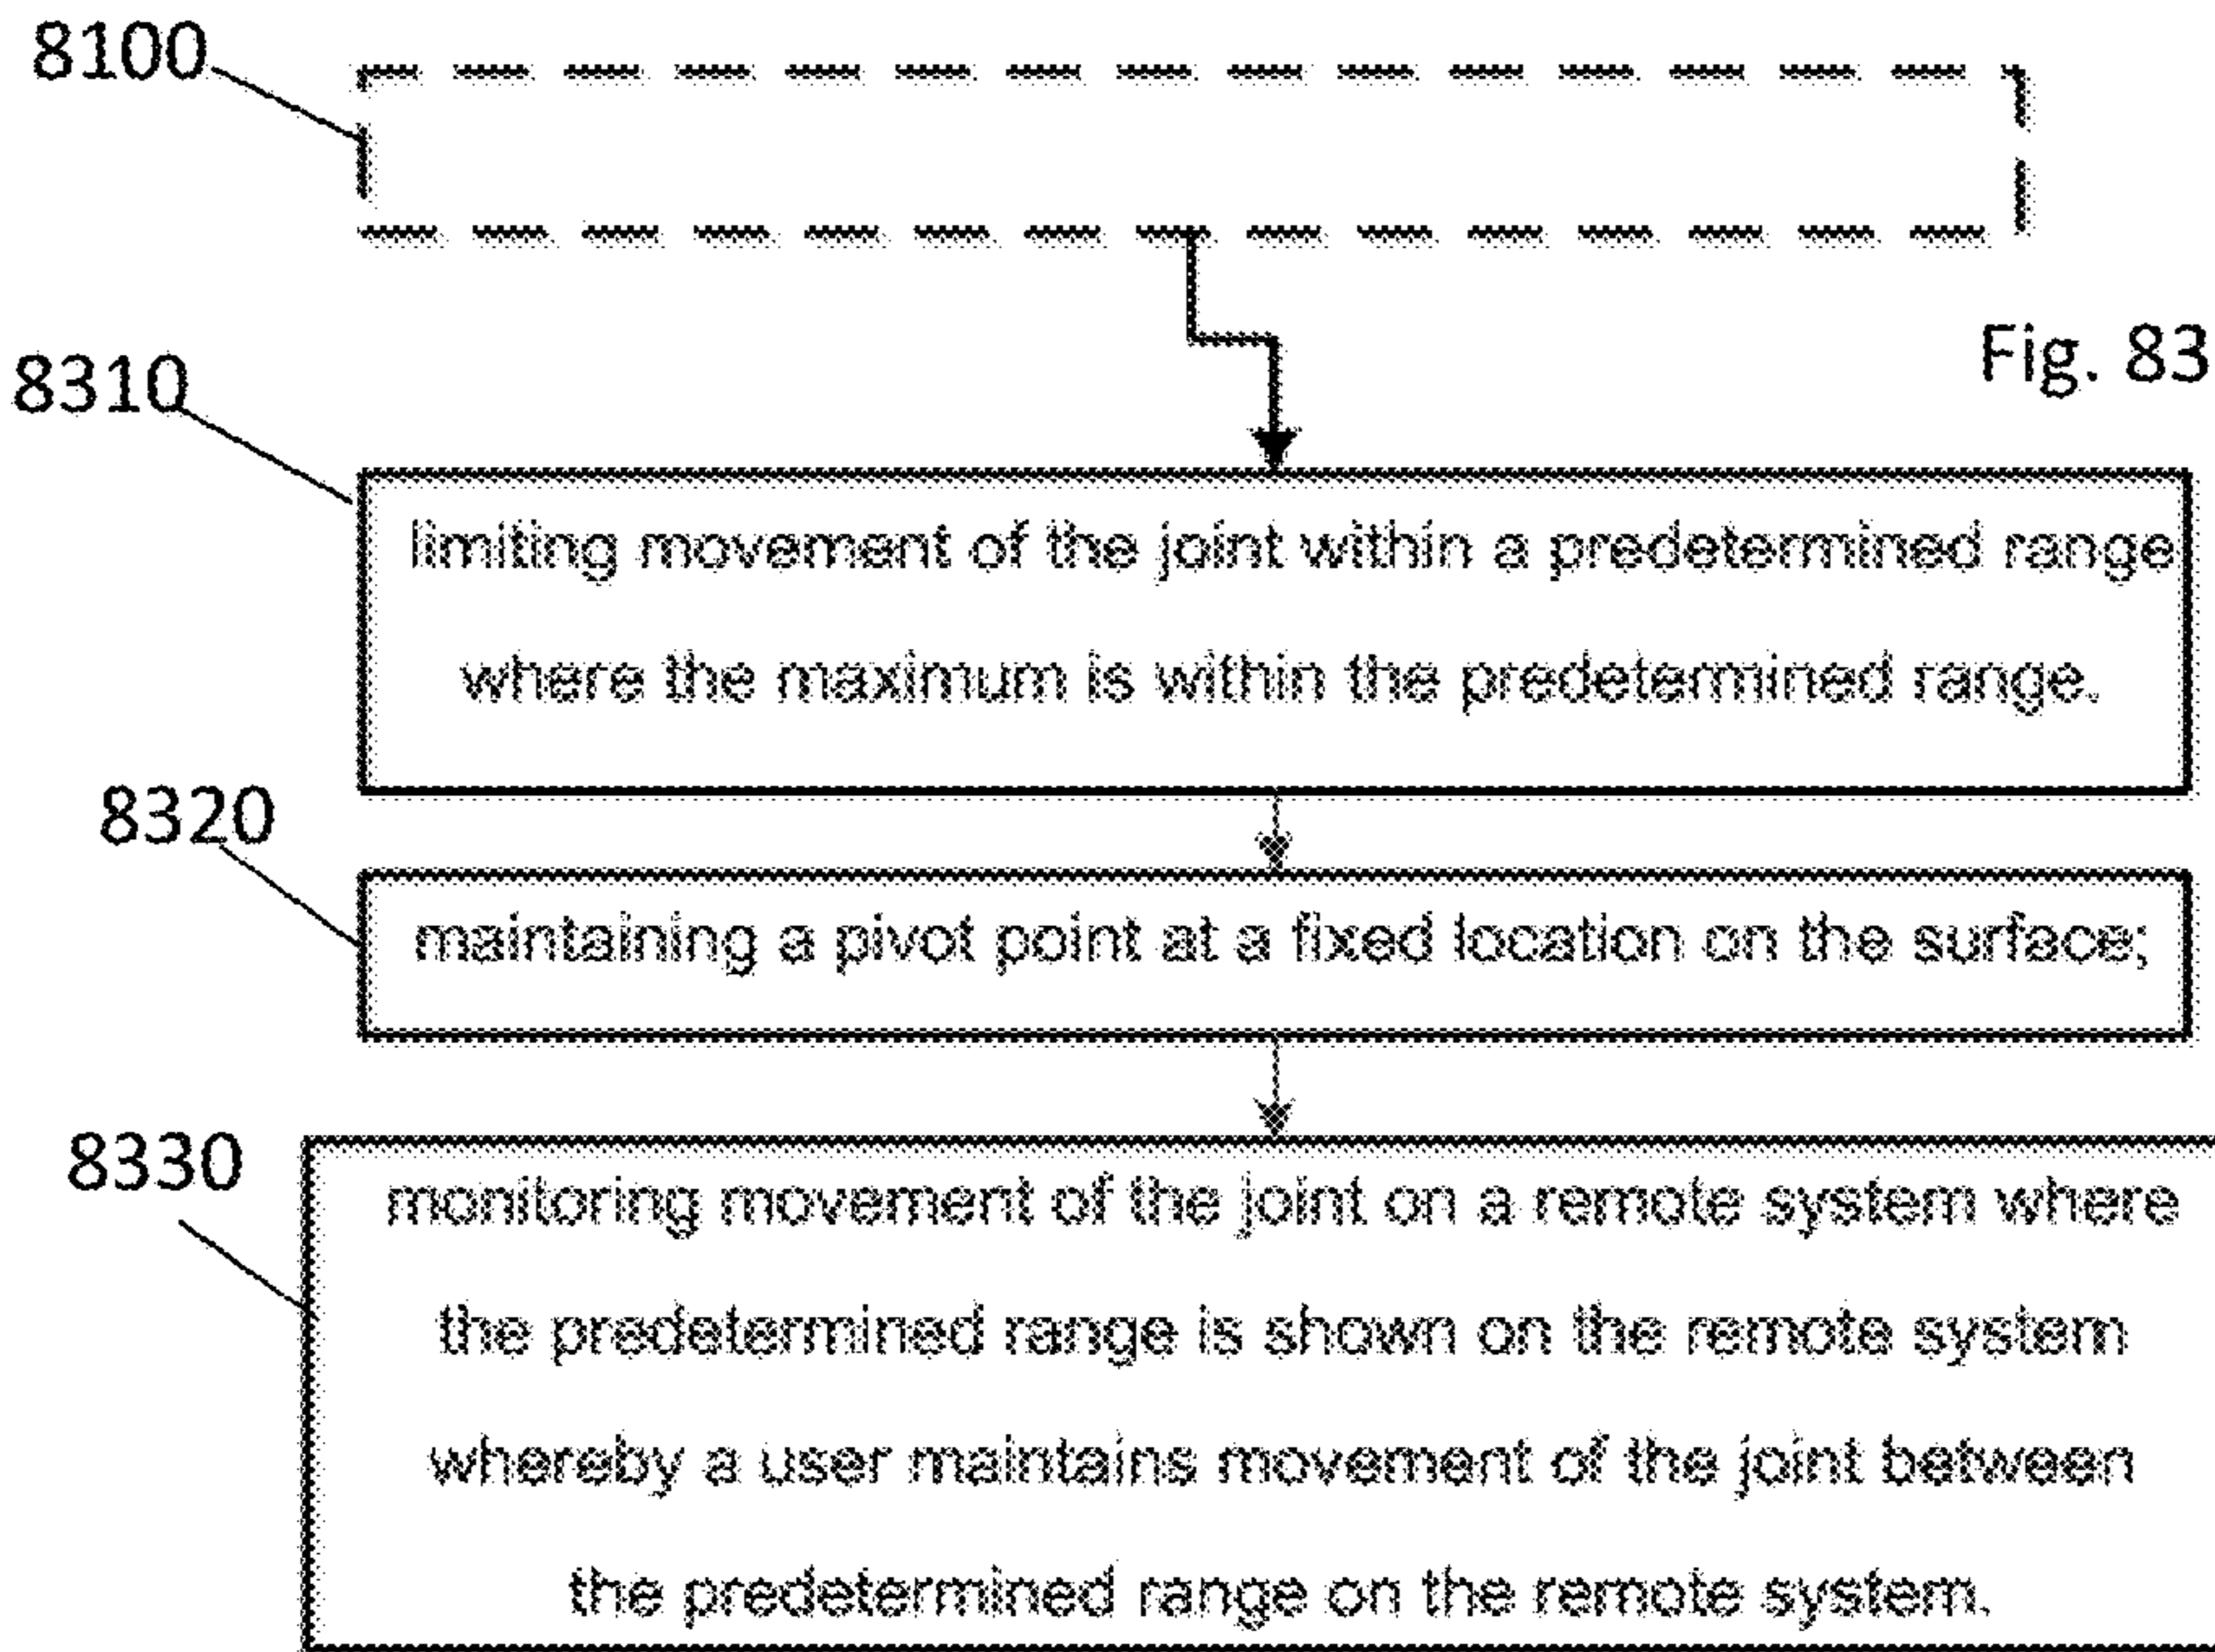 8100
Fig. 83
8310
limiting movement of the joint within a predetermined range
where the maximum is within the predetermined range.
8320
maintaining a pivot point at a fixed location on the surface;
8330
monitoring movement of the joint on a remote system where
the predetermined range is shown on the remote system
whereby a user maintains movement of the joint between
the predetermined range on the remote system.